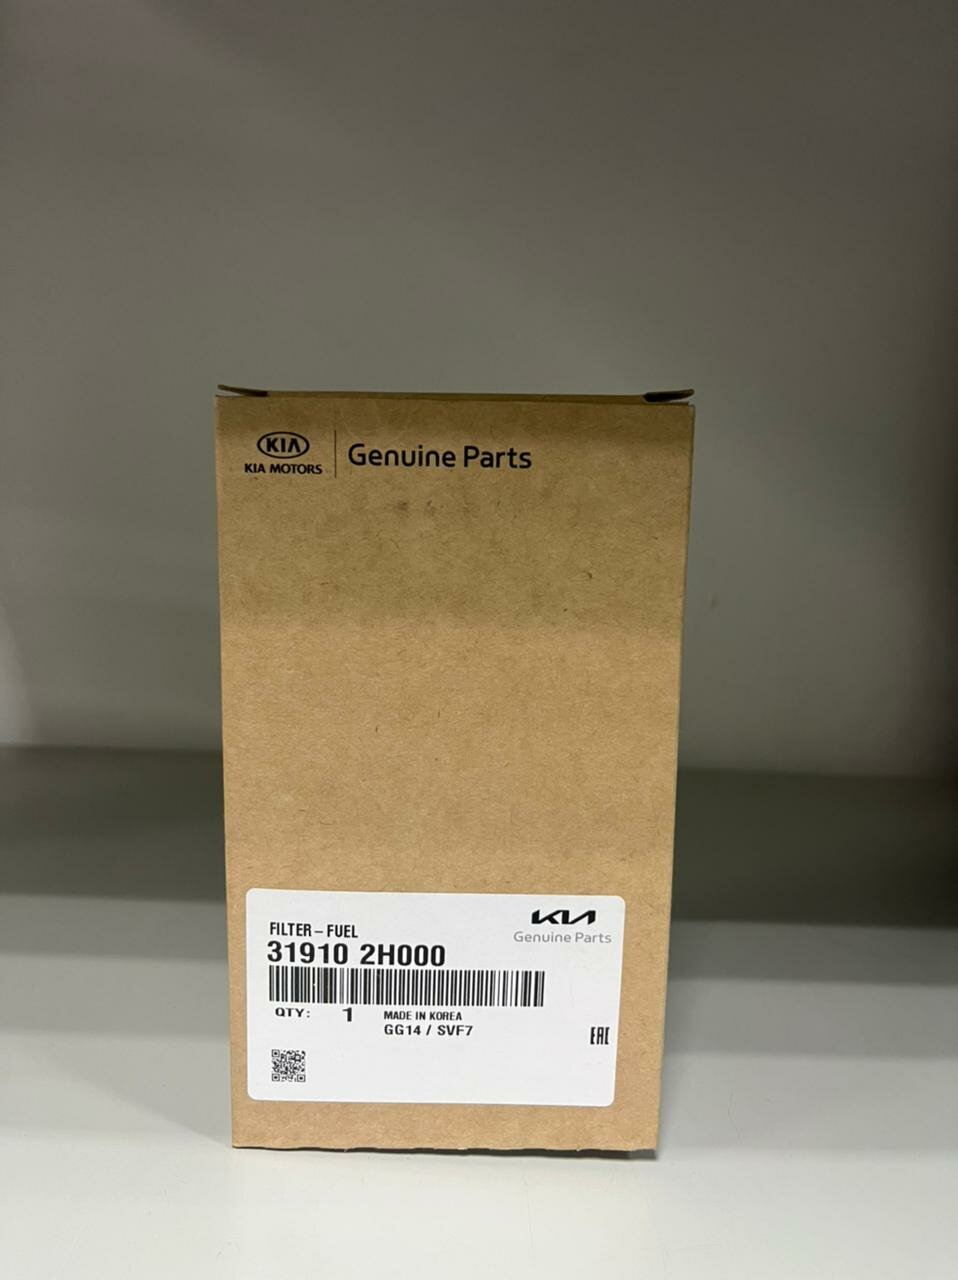 KIA
KIA MOTORS
Genuine Parts
FILTER-FUEL
31910 2H000
KIA
Genuine Parts
QTY: 1
MADE IN KOREA
GG14 / SVF7
EAC